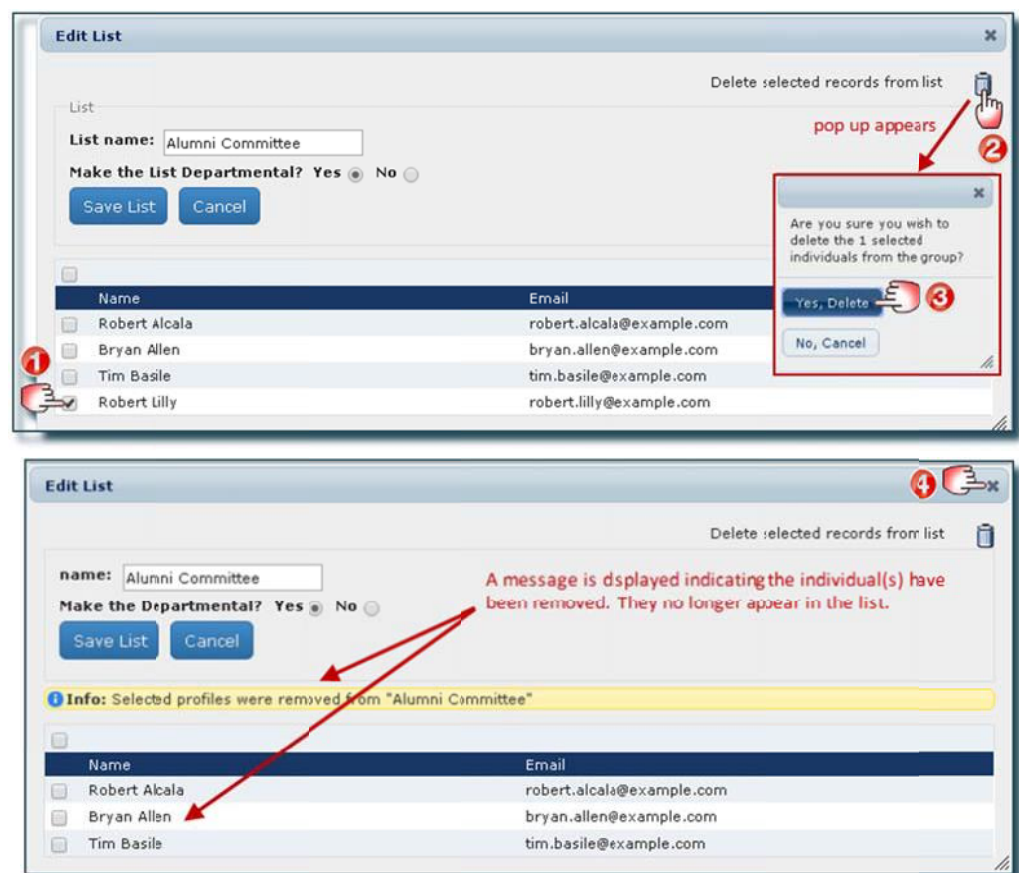 Edit List
Delete selected records from list
List
List name: Alumni Committee
pop up appears
2
Make the List Departmental? Yes No
Save List Cancel
Are you sure you wish to
delete the 1 selected
individuals from the group?
Yes, Delete
3
No, Cancel
Name Email
Robert Alcala robert.alcala@example.com
Bryan Allen bryan.allen@example.com
1
Tim Basile tim.basile@example.com
Robert Lilly robert.lilly@example.com
Edit List
4
Delete selected records from list
name: Alumni Committee
Make the Departmental? Yes No
Save List Cancel
A message is displayed indicating the individual(s) have
been removed. They no longer appear in the list.
Info: Selected profiles were removed from "Alumni Committee"
Name Email
Robert Alcala robert.alcala@example.com
Bryan Allen bryan.allen@example.com
Tim Basile tim.basile@example.com